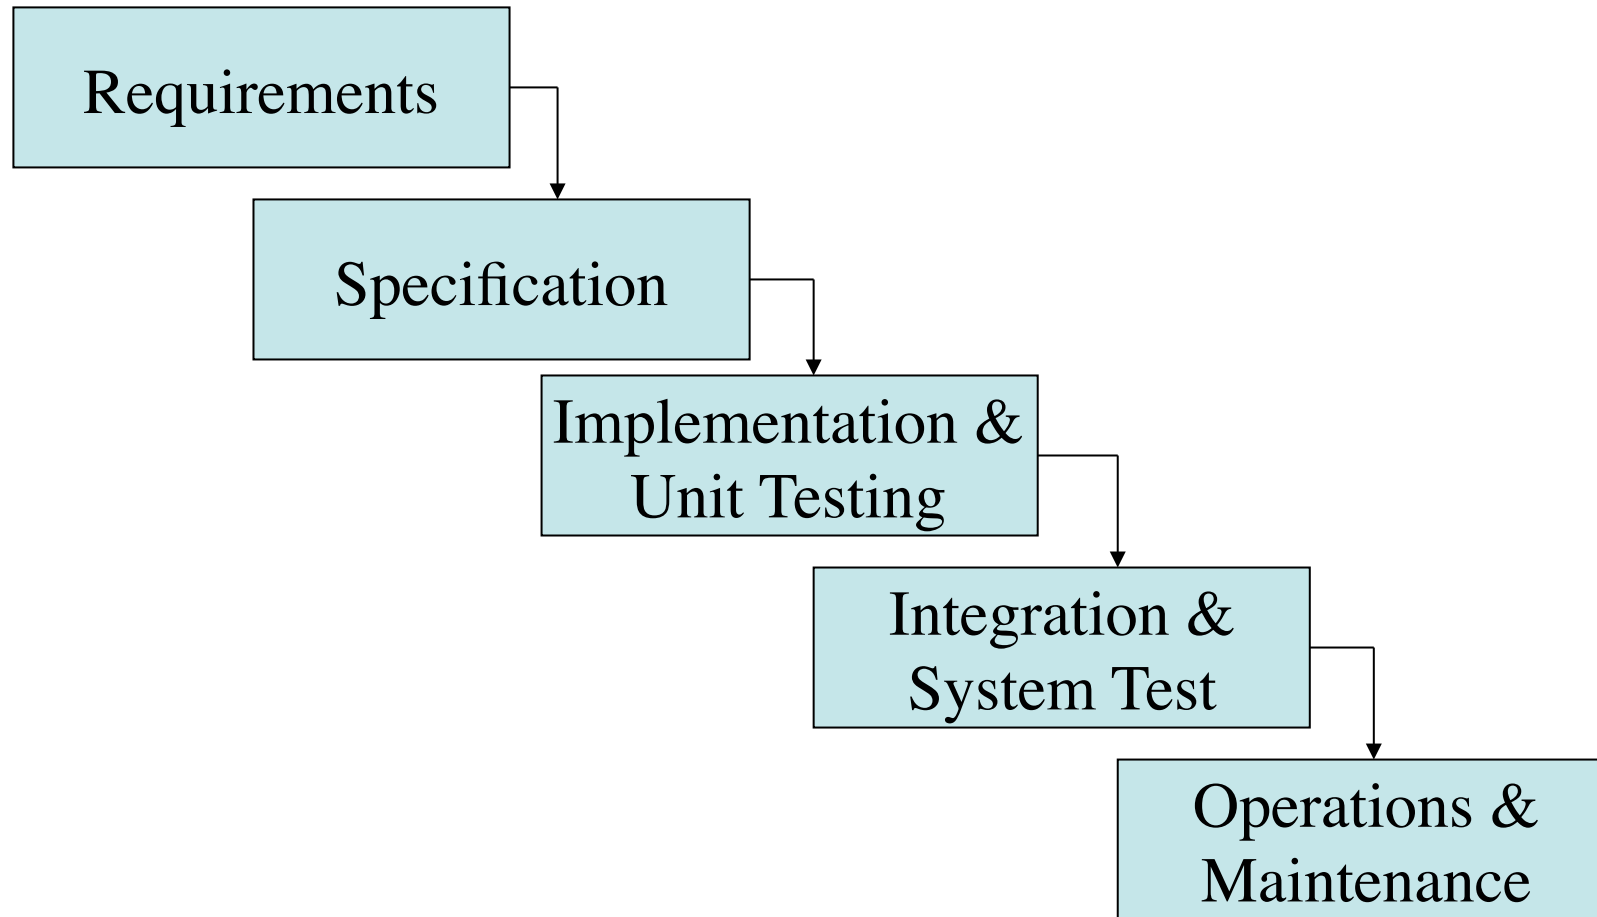 Requirements
Specification
Implementation &
Unit Testing
Integration &
System Test
Operations &
Maintenance